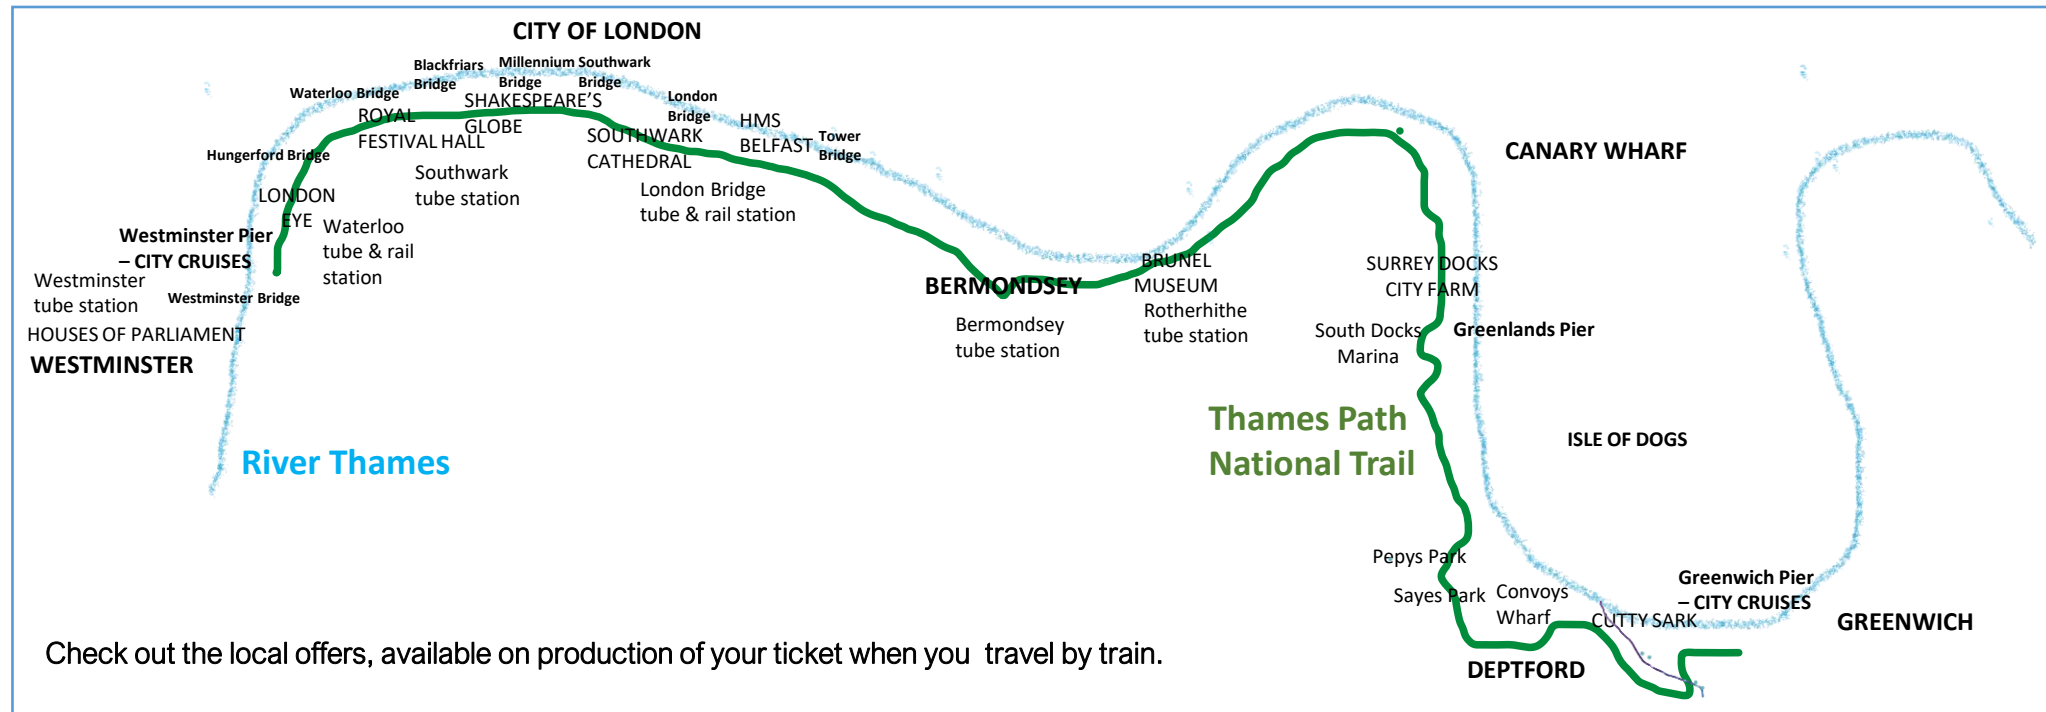 CITY OF LONDON
Blackfriars
Bridge
Millennium
Bridge
Southwark
Bridge
Waterloo Bridge
ROYAL
FESTIVAL HALL
SHAKESPEARE’S
GLOBE
London
Bridge
SOUTHWARK
CATHEDRAL
HMS
BELFAST
Tower
Bridge
Hungerford Bridge
Southwark
tube station
London Bridge
tube & rail station
LONDON
EYE
Waterloo
tube & rail
station
Westminster Pier
– CITY CRUISES
Westminster
tube station
Westminster Bridge
HOUSES OF PARLIAMENT
WESTMINSTER
River Thames
BERMONDSEY
Bermondsey
tube station
BRUNEL
MUSEUM
Rotherhithe
tube station
CANARY WHARF
SURREY DOCKS
CITY FARM
South Docks
Marina
Greenlands Pier
Thames Path
National Trail
ISLE OF DOGS
Pepys Park
Sayes Park
Convoys
Wharf
CUTTY SARK
Greenwich Pier
– CITY CRUISES
GREENWICH
DEPTFORD
Check out the local offers, available on production of your ticket when you  travel by train.